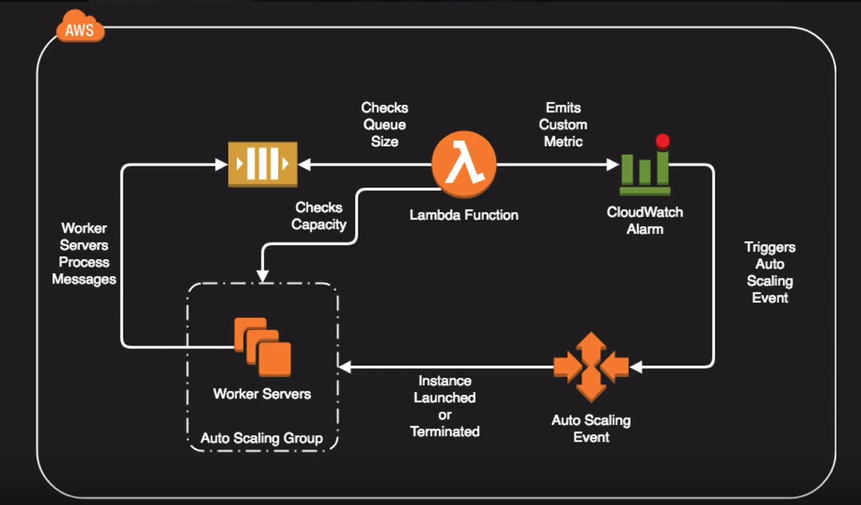 AWS
Checks
Queue
Size
Emits
Custom
Metric
Lambda Function
CloudWatch
Alarm
Checks
Capacity
Worker
Servers
Process
Messages
Triggers
Auto
Scaling
Event
Worker Servers
Auto Scaling Group
Instance
Launched
or
Terminated
Auto Scaling
Event